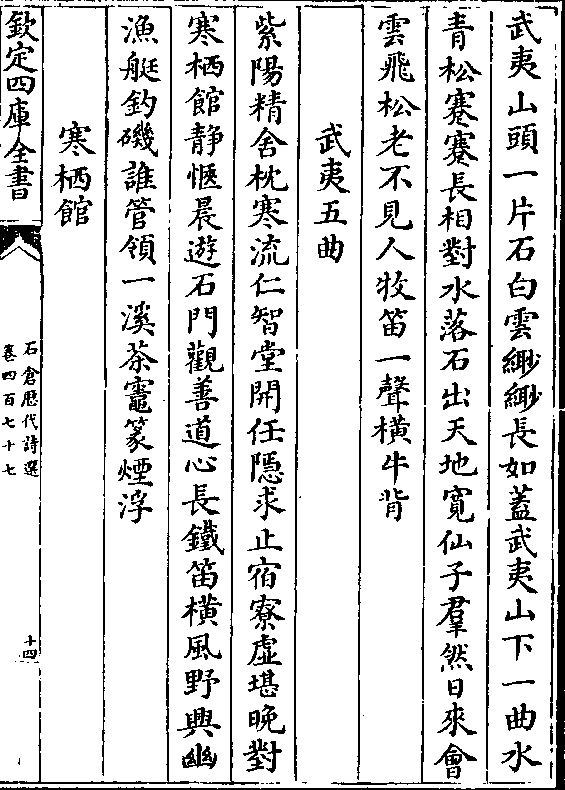 武夷山頭一片石白雲緲緲長如蓋武夷山下一曲水
青松蹇蹇長相對水落石出天地寛仙子羣然日來會
雲飛松老不見人牧笛一聲橫牛背
武夷五曲
紫陽精舍枕寒流仁智堂開任隱求止宿寮虛堪晩對
寒栖館靜愜晨遊石門觀善道心長鐵笛橫風野興幽
漁艇釣磯誰管領一溪茶竈篆煙浮
寒栖館
欽定四庫全書
石倉歷代詩選
卷四百七十七
十四